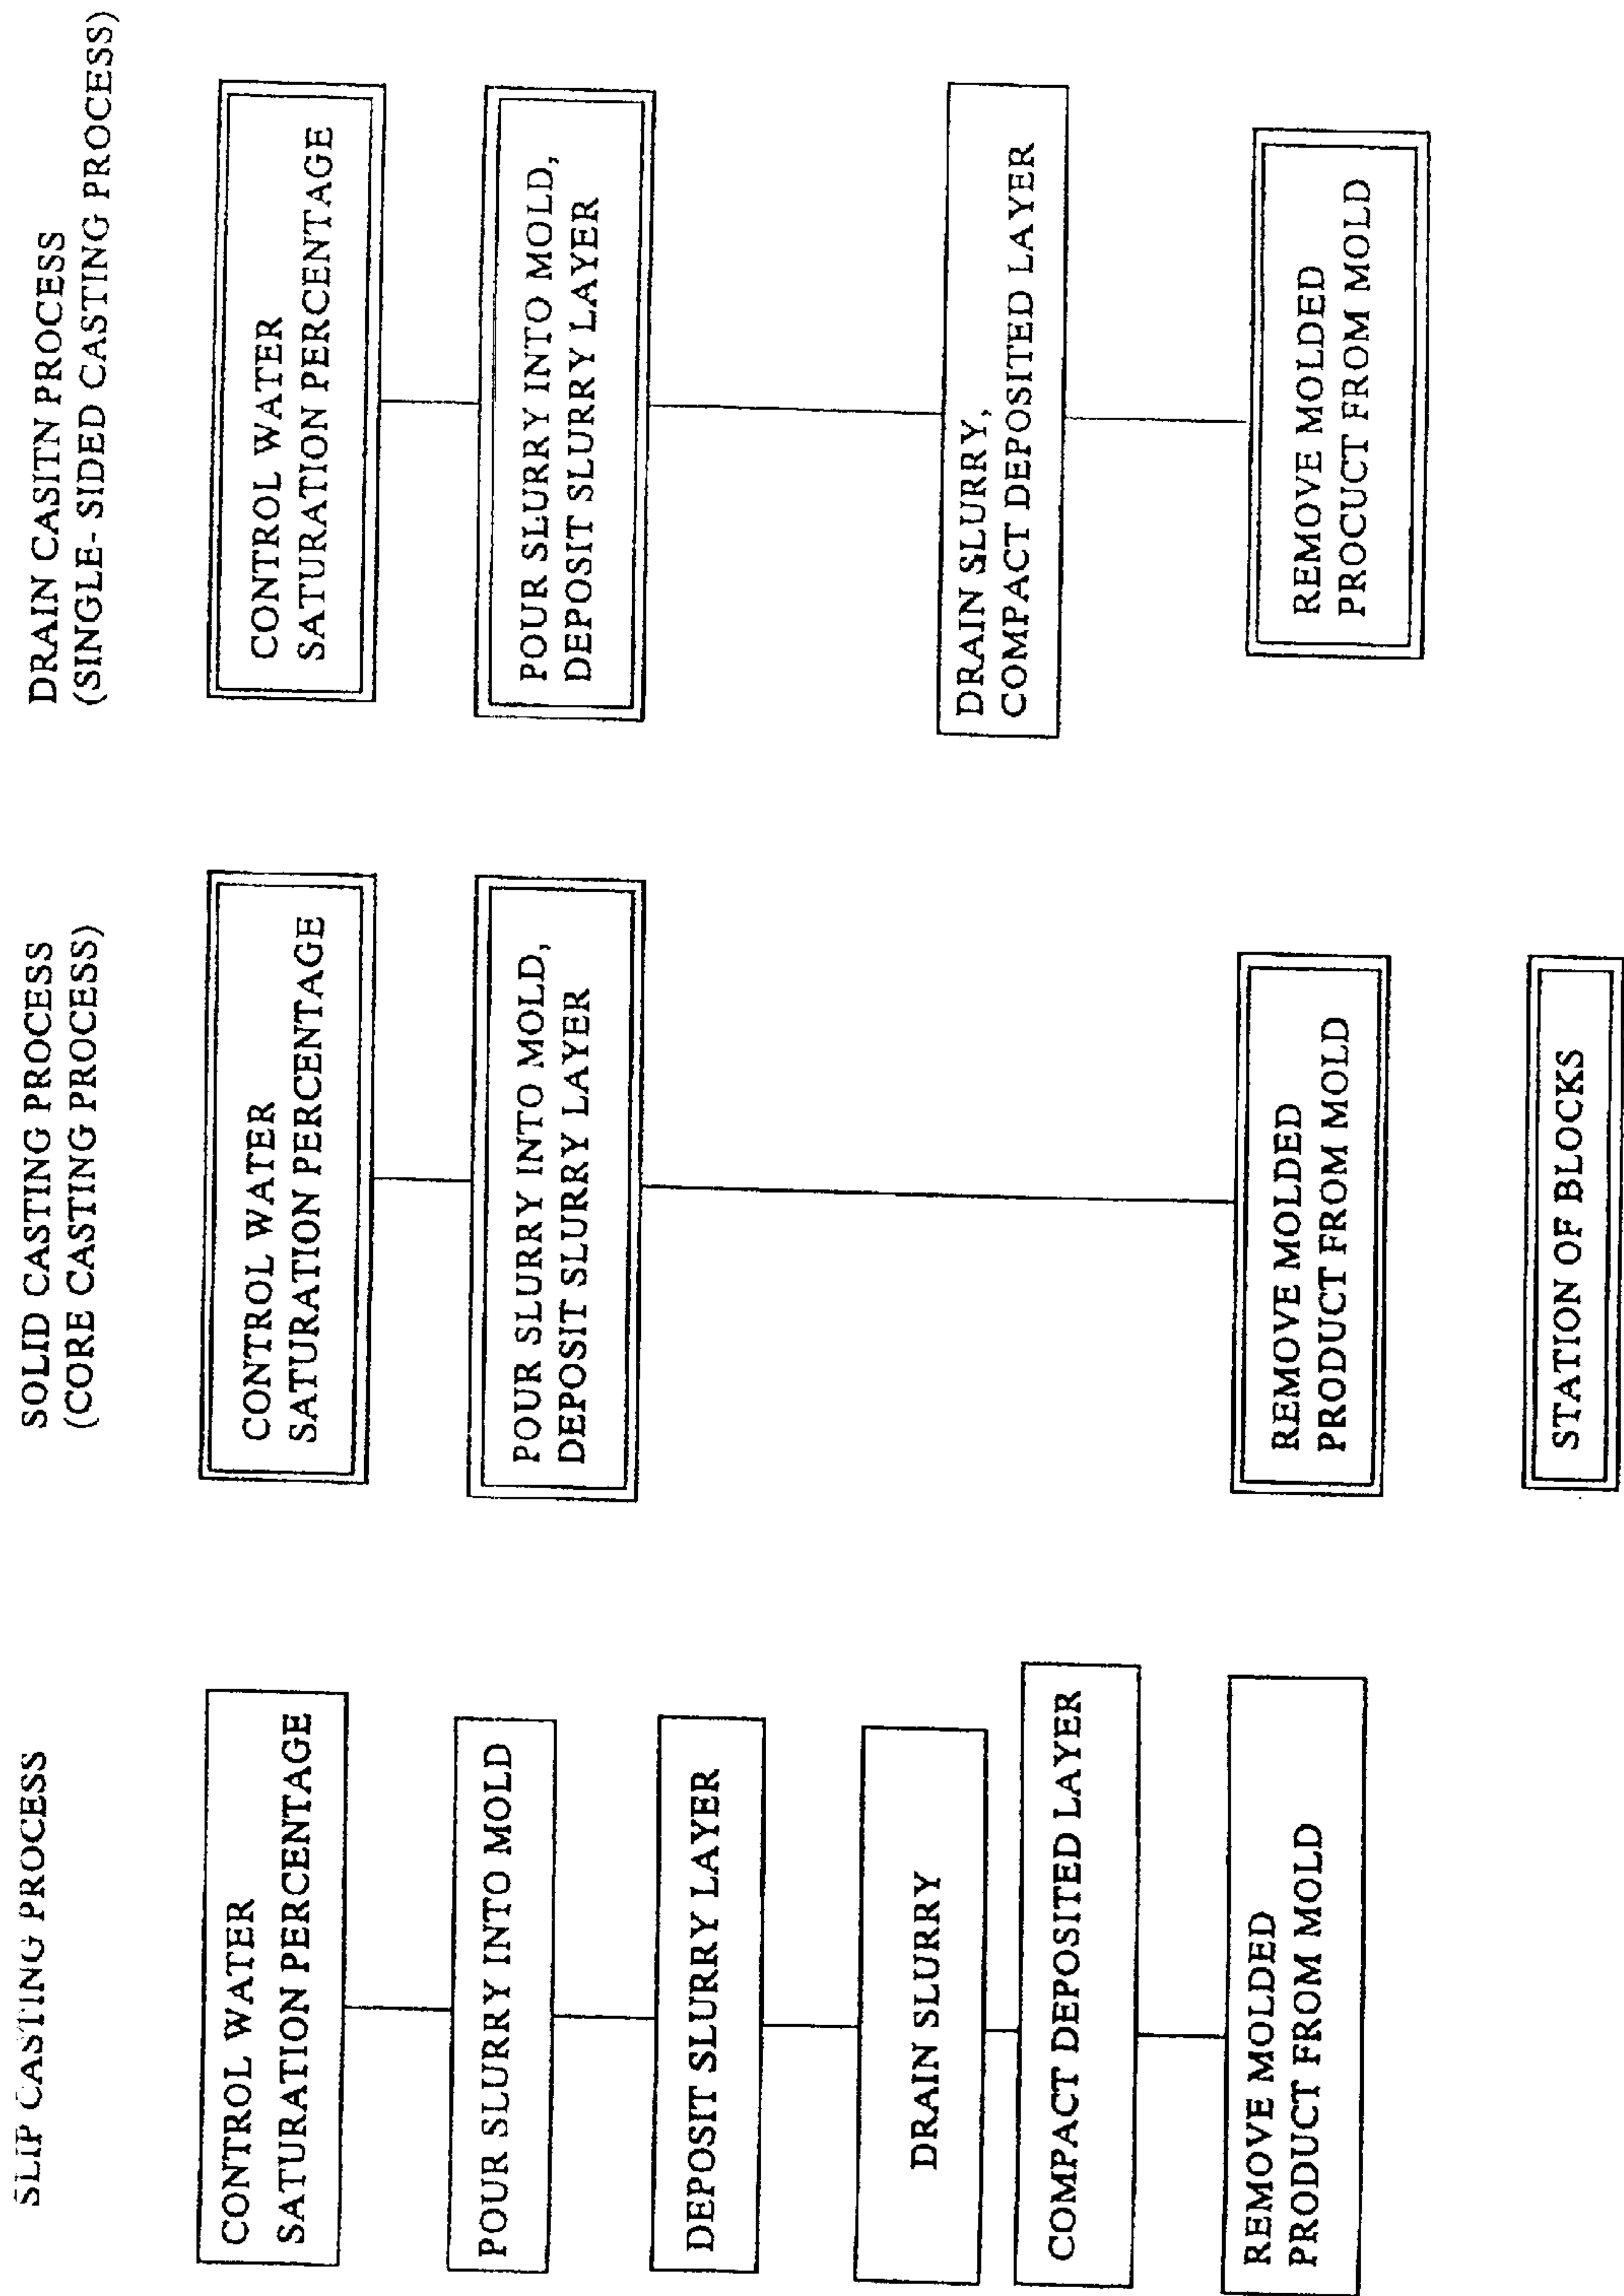 SLIP CASTING PROCESS
CONTROL WATER
SATURATION PERCENTAGE
POUR SLURRY INTO MOLD
DEPOSIT SLURRY LAYER
DRAIN SLURRY
COMPACT DEPOSITED LAYER
REMOVE MOLDED
PRODUCT FROM MOLD
SOLID CASTING PROCESS
(CORE CASTING PROCESS)
CONTROL WATER
SATURATION PERCENTAGE
POUR SLURRY INTO MOLD,
DEPOSIT SLURRY LAYER
REMOVE MOLDED
PRODUCT FROM MOLD
STATION OF BLOCKS
DRAIN CASITN PROCESS
(SINGLE- SIDED CASTING PROCESS)
CONTROL WATER
SATURATION PERCENTAGE
POUR SLURRY INTO MOLD,
DEPOSIT SLURRY LAYER
DRAIN SLURRY,
COMPACT DEPOSITED LAYER
REMOVE MOLDED
PROCUCT FROM MOLD